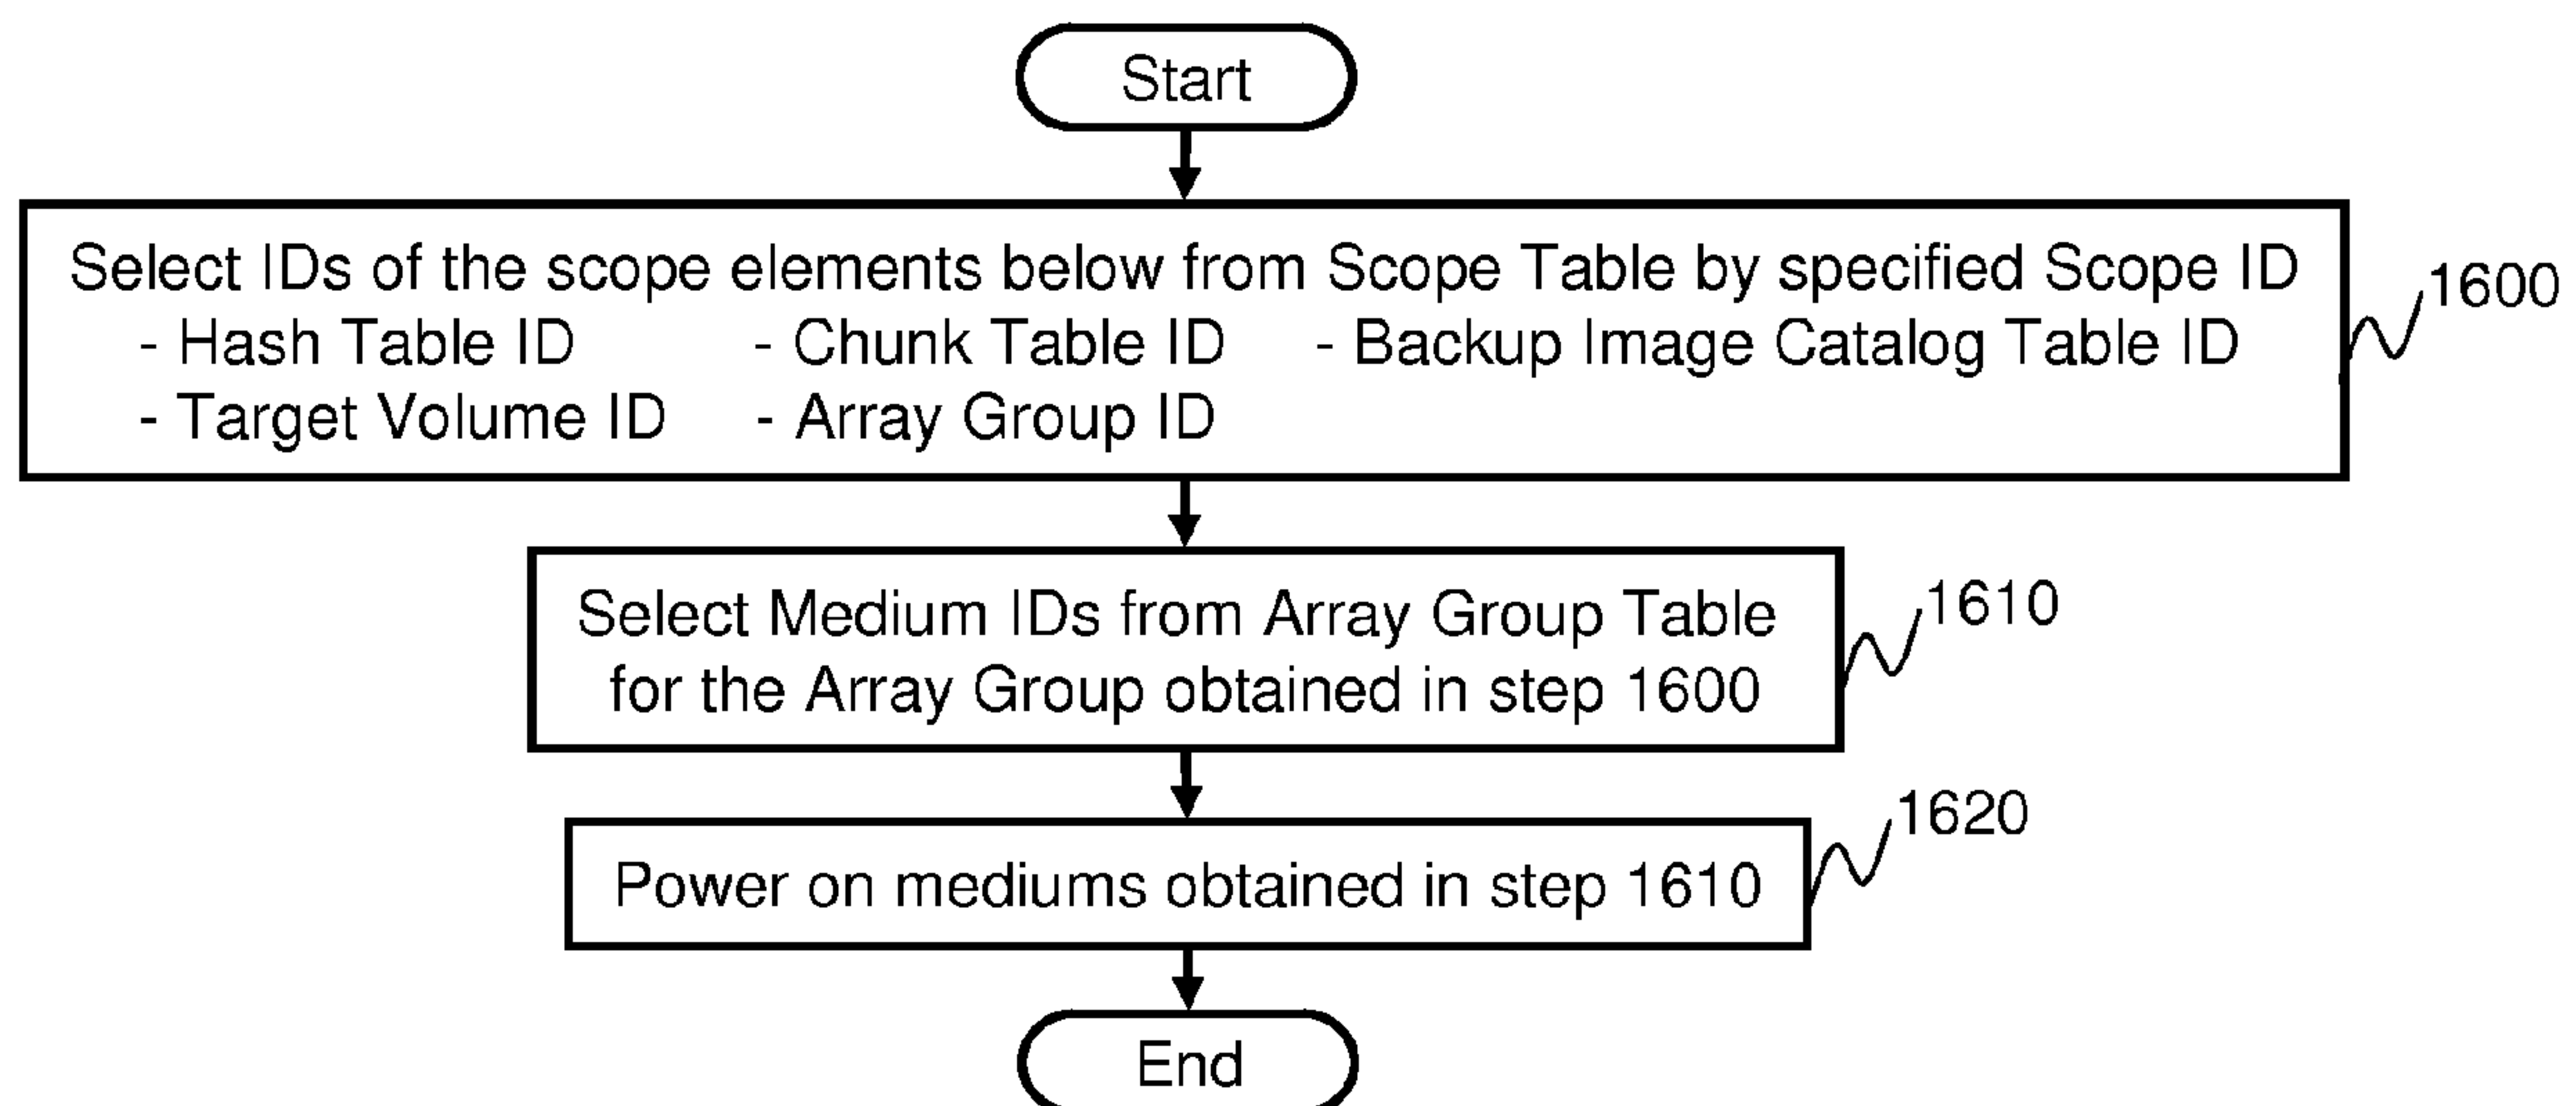 Start
Select IDs of the scope elements below from Scope Table by specified Scope ID
- Hash Table ID - Chunk Table ID - Backup Image Catalog Table ID
- Target Volume ID - Array Group ID
1600
Select Medium IDs from Array Group Table
for the Array Group obtained in step 1600
1610
Power on mediums obtained in step 1610
1620
End